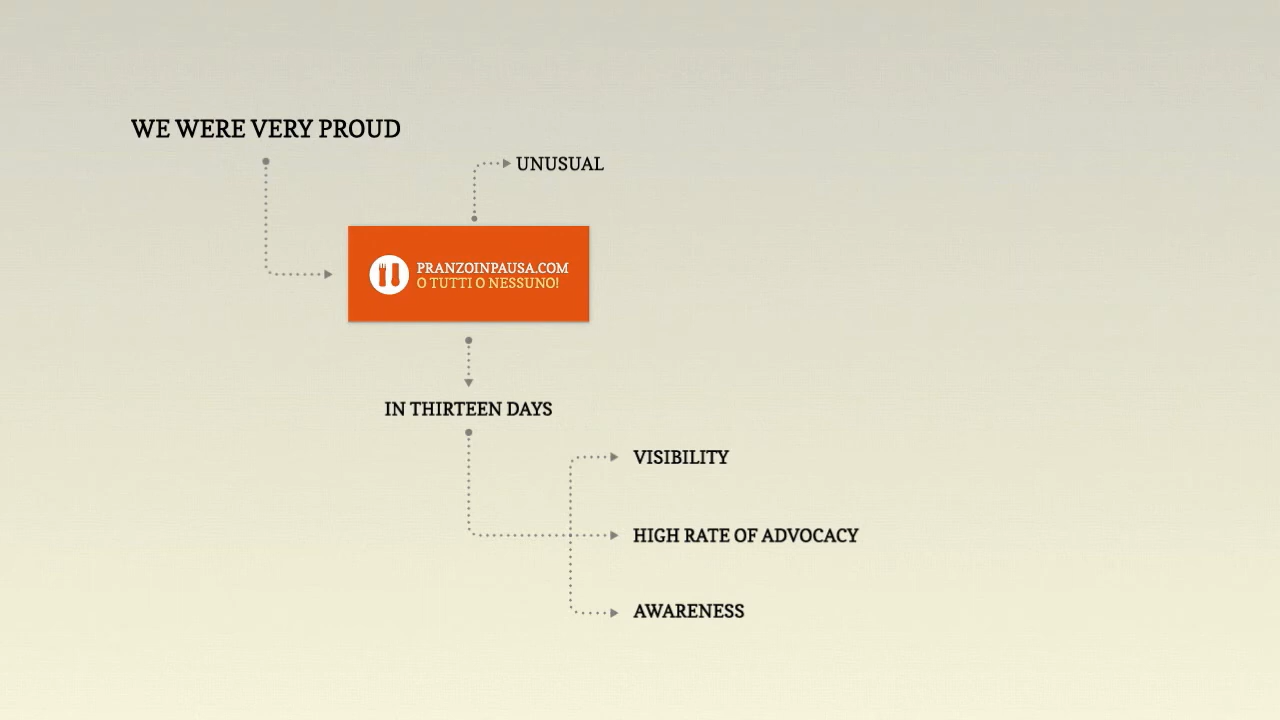 WE WERE VERY PROUD
UNUSUAL
PRANZOINPAUSA.COM
O TUTTI O NESSUNO!
IN THIRTEEN DAYS
VISIBILITY
HIGH RATE OF ADVOCACY
AWARENESS